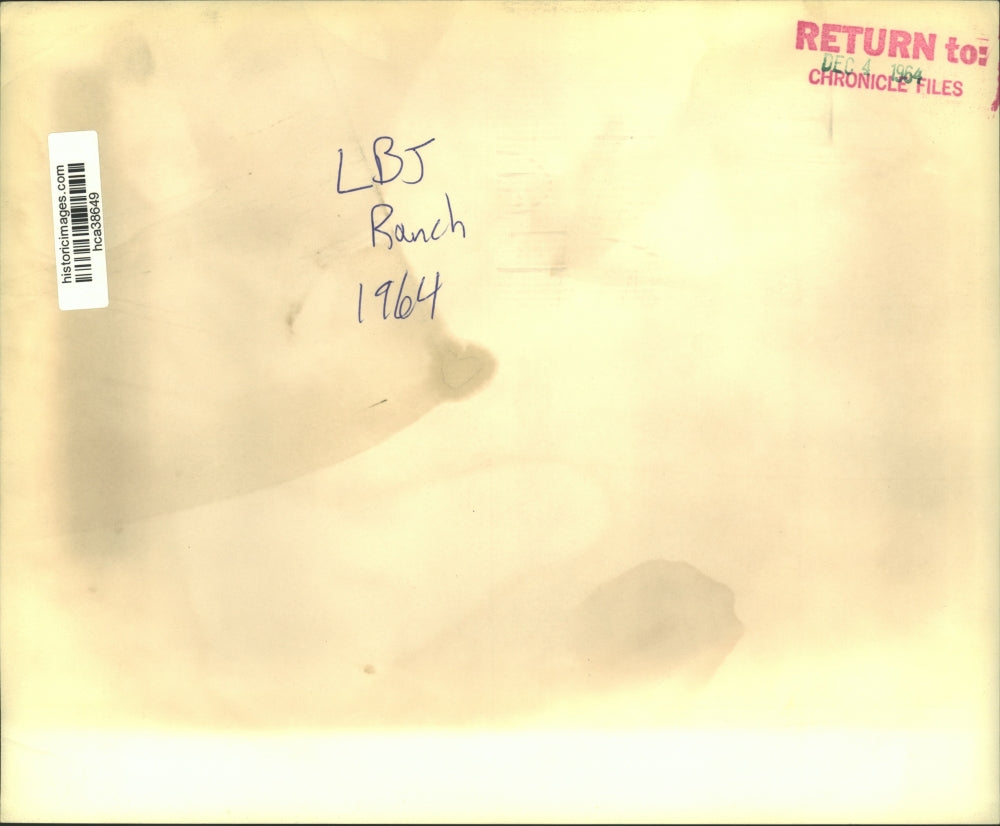 RETURN to:
DEC 4 1964
CHRONICLE FILES
LBJ
Ranch
1964
historicimages.com
hca38649